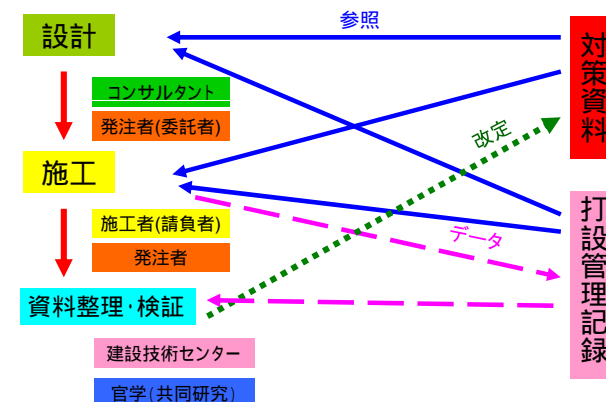 設計
参照
対策資料
コンサルタント
発注者(委託者)
改定
施工
打設管理記録
施工者(請負者)
データ
発注者
資料整理・検証
建設技術センター
官学(共同研究)